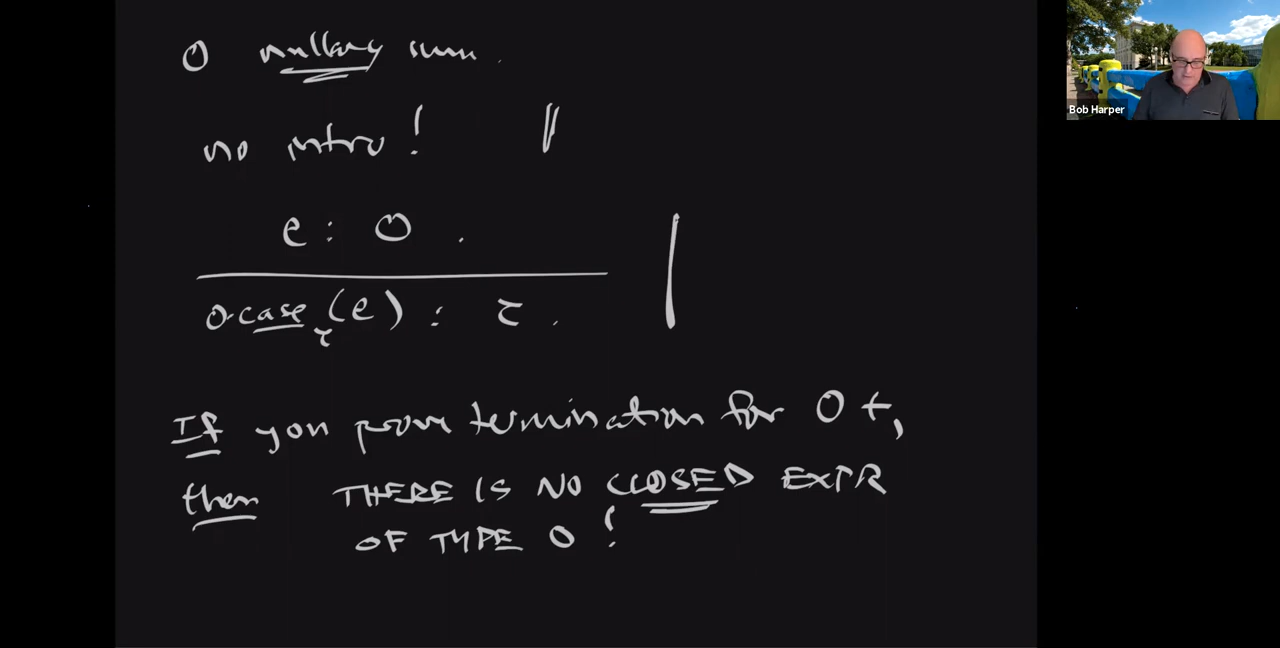 0 nullary sum.
no intro!
e : 0 .
0-case_τ (e) : τ .
If you prove termination for 0 +,
then THERE IS NO CLOSED EXPR
OF TYPE 0 !
Bob Harper